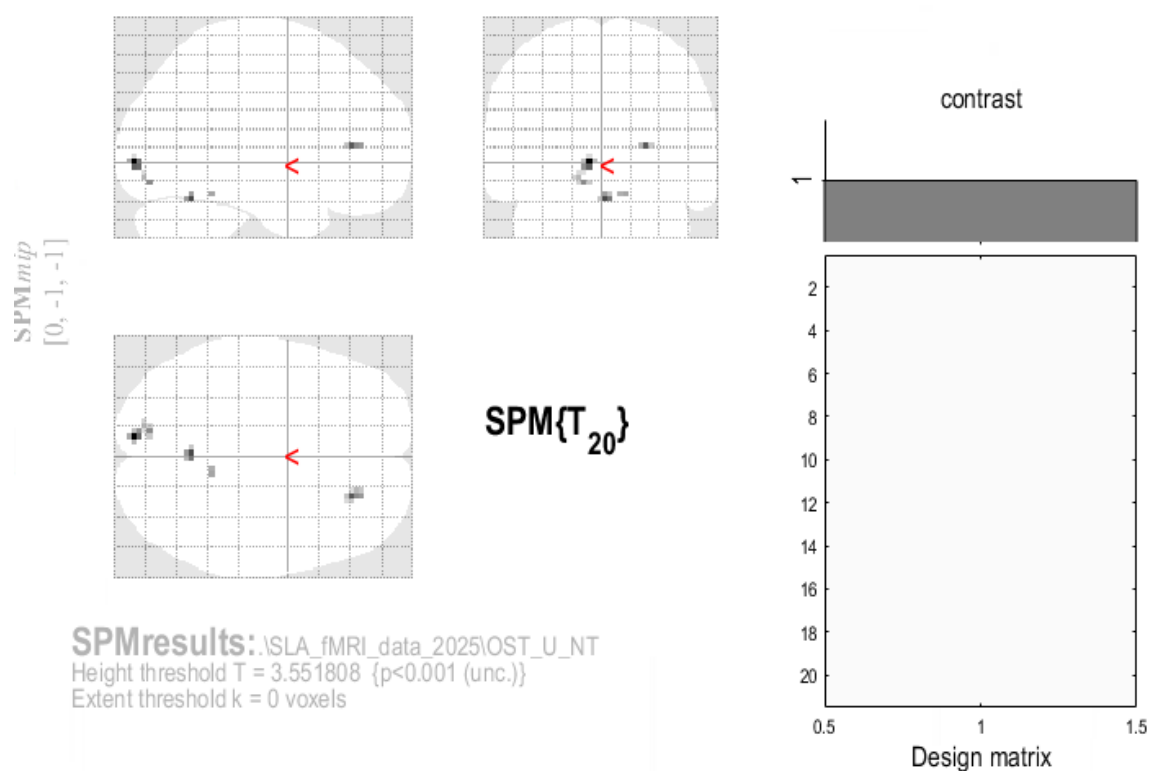 SPMmip
[0, -1, -1]
<
<
<
SPM{T20}
SPMresults: .\SLA_fMRI_data_2025\OST_U_NT
Height threshold T = 3.551808 {p<0.001 (unc.)}
Extent threshold k = 0 voxels
contrast
1
2
4
6
8
10
12
14
16
18
20
0.5 1 1.5
Design matrix